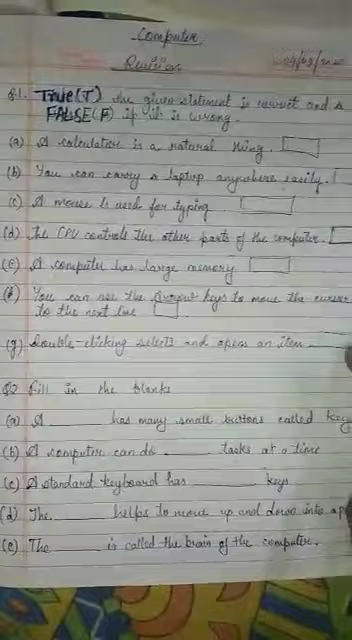 Computer
Revision
Q1. True(T) the given statement is correct and a
FALSE(F) if it is wrong.
(a) A calculator is a natural thing.
(b) You can carry a laptop anywhere easily.
(c) A mouse is used for typing
(d) The CPU controls the other parts of the computer.
(e) A computer has large memory
(f) You can use the keys to move the cursor
to the next line
(g) Double-clicking selects and opens an item
Q2 Fill in the blanks
(a) A ______ has many small buttons called key
(b) A computer can do ______ tasks at a time
(c) A standard keyboard has ______ keys
(d) The ______ helps to move up and down into a
(e) The ______ is called the brain of the computer.